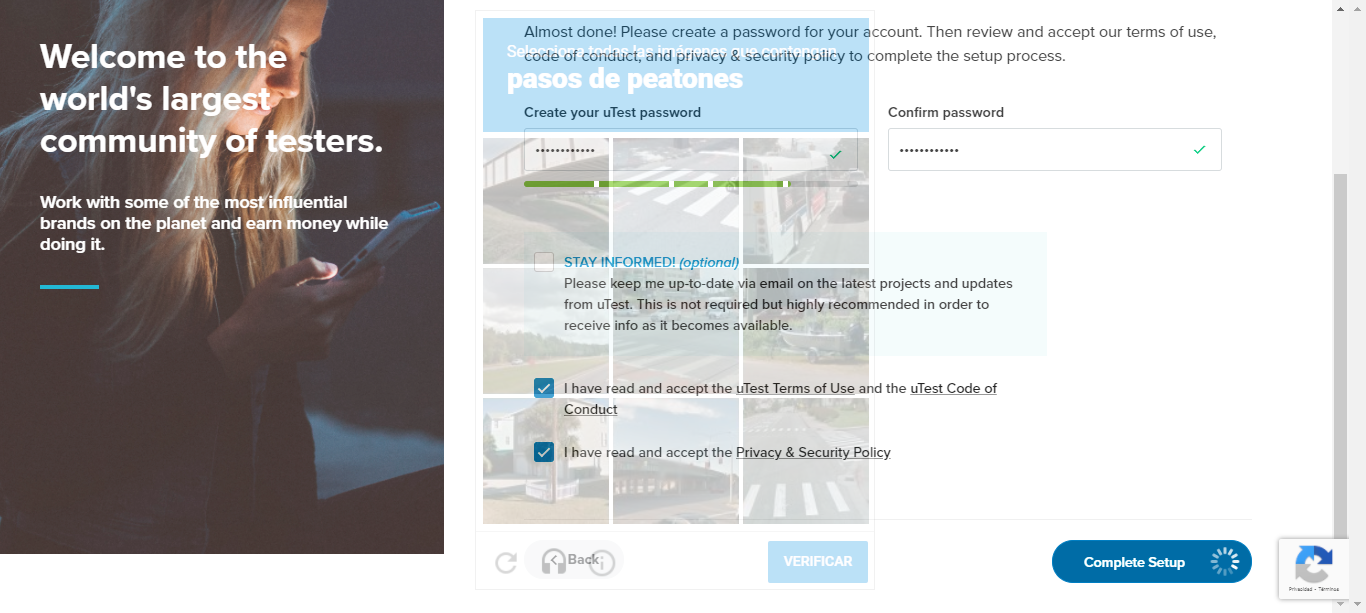 Welcome to the
world's largest
community of testers.
Work with some of the most influential
brands on the planet and earn money while
doing it.
Almost done! Please create a password for your account. Then review and accept our terms of use,
code of conduct, and privacy & security policy to complete the setup process.
Selecciona todas las imágenes que contengan
pasos de peatones
Create your uTest password
Confirm password
STAY INFORMED! (optional)
Please keep me up-to-date via email on the latest projects and updates
from uTest. This is not required but highly recommended in order to
receive info as it becomes available.
I have read and accept the uTest Terms of Use and the uTest Code of
Conduct
I have read and accept the Privacy & Security Policy
Back
VERIFICAR
Complete Setup
Privacidad - Términos